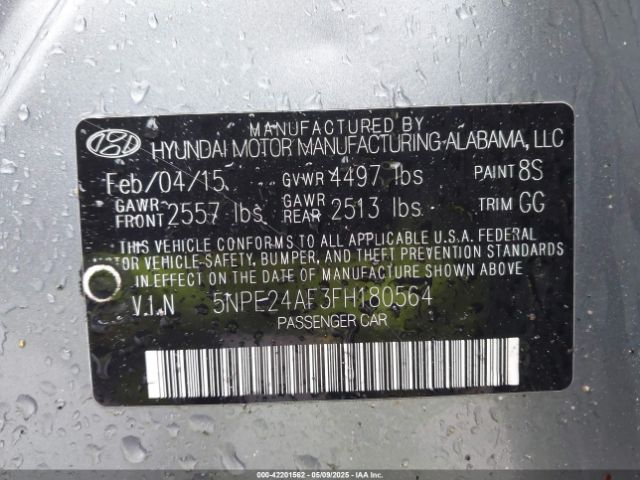 MANUFACTURED BY
HYUNDAI MOTOR MANUFACTURING ALABAMA, LLC
Feb/04/15 GVWR 4497 lbs PAINT 8S
GAWR FRONT 2557 lbs GAWR REAR 2513 lbs TRIM GG
THIS VEHICLE CONFORMS TO ALL APPLICABLE U.S.A. FEDERAL
MOTOR VEHICLE-SAFETY, BUMPER, AND THEFT PREVENTION STANDARDS
IN EFFECT ON THE DATE OF MANUFACTURE SHOWN ABOVE.
V.I.N 5NPE24AF3FH180564
PASSENGER CAR
000-42201562 - 05/09/2025 - IAAI.com